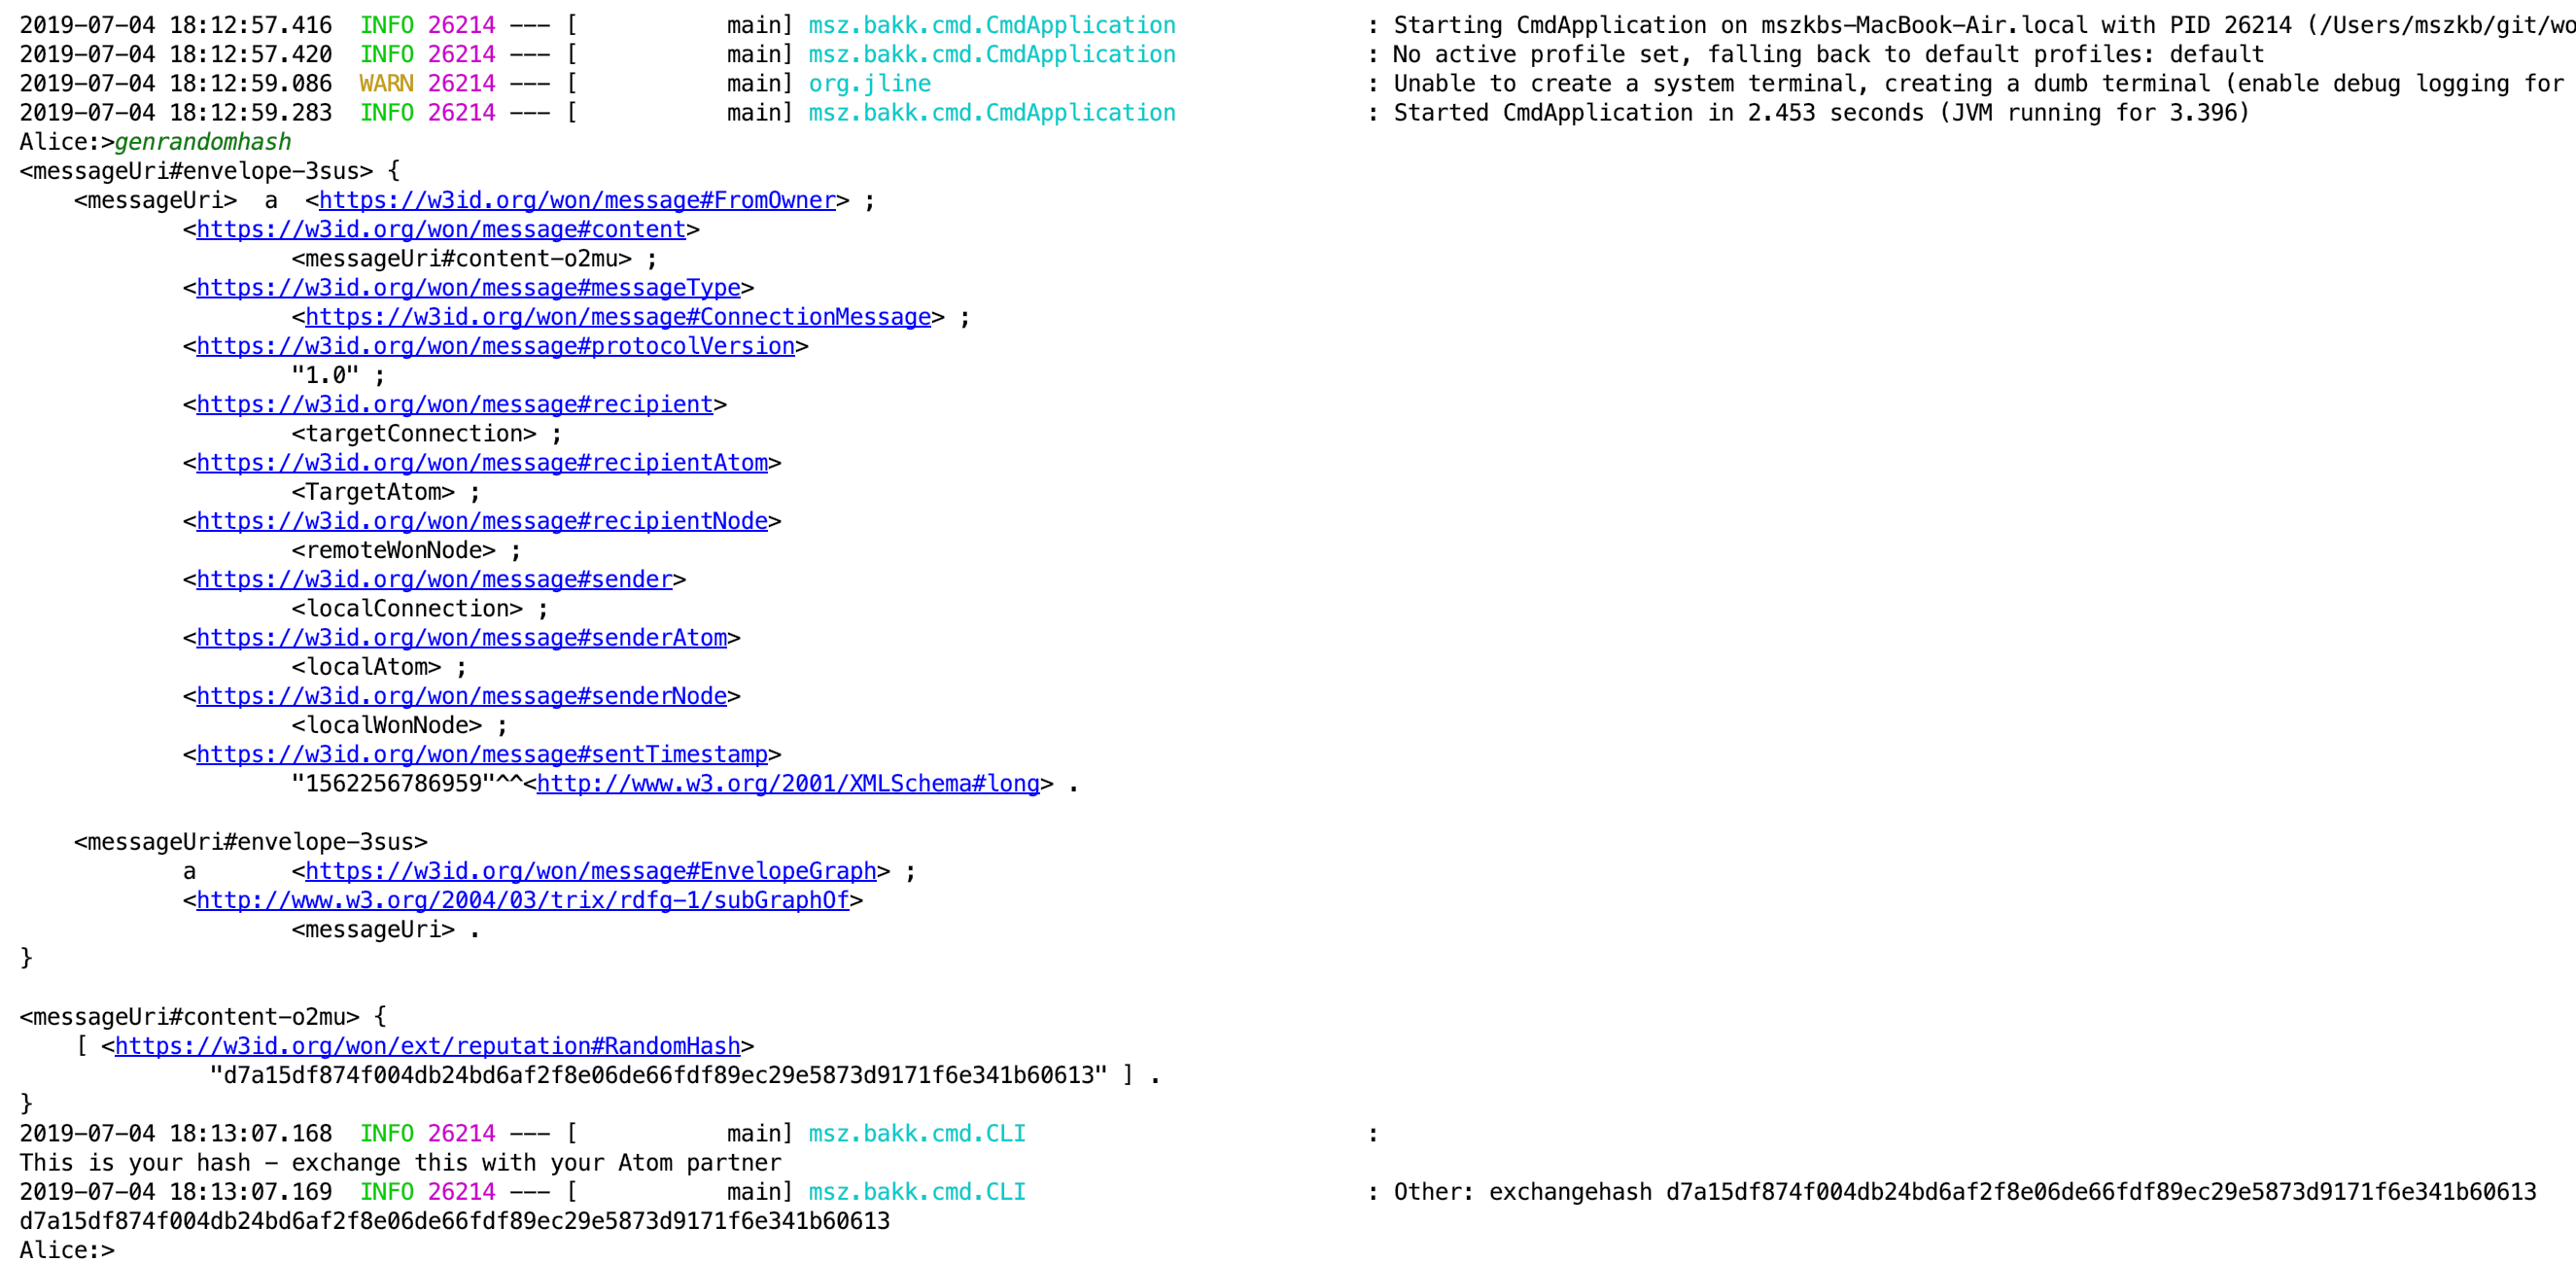 2019-07-04 18:12:57.416  INFO 26214 --- [           main] msz.bakk.cmd.CmdApplication              : Starting CmdApplication on mszkbs-MacBook-Air.local with PID 26214 (/Users/mszkb/git/wo
2019-07-04 18:12:57.420  INFO 26214 --- [           main] msz.bakk.cmd.CmdApplication              : No active profile set, falling back to default profiles: default
2019-07-04 18:12:59.086  WARN 26214 --- [           main] org.jline                                : Unable to create a system terminal, creating a dumb terminal (enable debug logging for
2019-07-04 18:12:59.283  INFO 26214 --- [           main] msz.bakk.cmd.CmdApplication              : Started CmdApplication in 2.453 seconds (JVM running for 3.396)
Alice:>genrandomhash
<messageUri#envelope-3sus> {
    <messageUri>  a  <https://w3id.org/won/message#FromOwner> ;
            <https://w3id.org/won/message#content>
                    <messageUri#content-o2mu> ;
            <https://w3id.org/won/message#messageType>
                    <https://w3id.org/won/message#ConnectionMessage> ;
            <https://w3id.org/won/message#protocolVersion>
                    "1.0" ;
            <https://w3id.org/won/message#recipient>
                    <targetConnection> ;
            <https://w3id.org/won/message#recipientAtom>
                    <TargetAtom> ;
            <https://w3id.org/won/message#recipientNode>
                    <remoteWonNode> ;
            <https://w3id.org/won/message#sender>
                    <localConnection> ;
            <https://w3id.org/won/message#senderAtom>
                    <localAtom> ;
            <https://w3id.org/won/message#senderNode>
                    <localWonNode> ;
            <https://w3id.org/won/message#sentTimestamp>
                    "1562256786959"^^<http://www.w3.org/2001/XMLSchema#long> .

    <messageUri#envelope-3sus>
            a       <https://w3id.org/won/message#EnvelopeGraph> ;
            <http://www.w3.org/2004/03/trix/rdfg-1/subGraphOf>
                    <messageUri> .
}

<messageUri#content-o2mu> {
    [ <https://w3id.org/won/ext/reputation#RandomHash>
              "d7a15df874f004db24bd6af2f8e06de66fdf89ec29e5873d9171f6e341b60613" ] .
}
2019-07-04 18:13:07.168  INFO 26214 --- [           main] msz.bakk.cmd.CLI                         :
This is your hash - exchange this with your Atom partner
2019-07-04 18:13:07.169  INFO 26214 --- [           main] msz.bakk.cmd.CLI                         : Other: exchangehash d7a15df874f004db24bd6af2f8e06de66fdf89ec29e5873d9171f6e341b60613
d7a15df874f004db24bd6af2f8e06de66fdf89ec29e5873d9171f6e341b60613
Alice:>